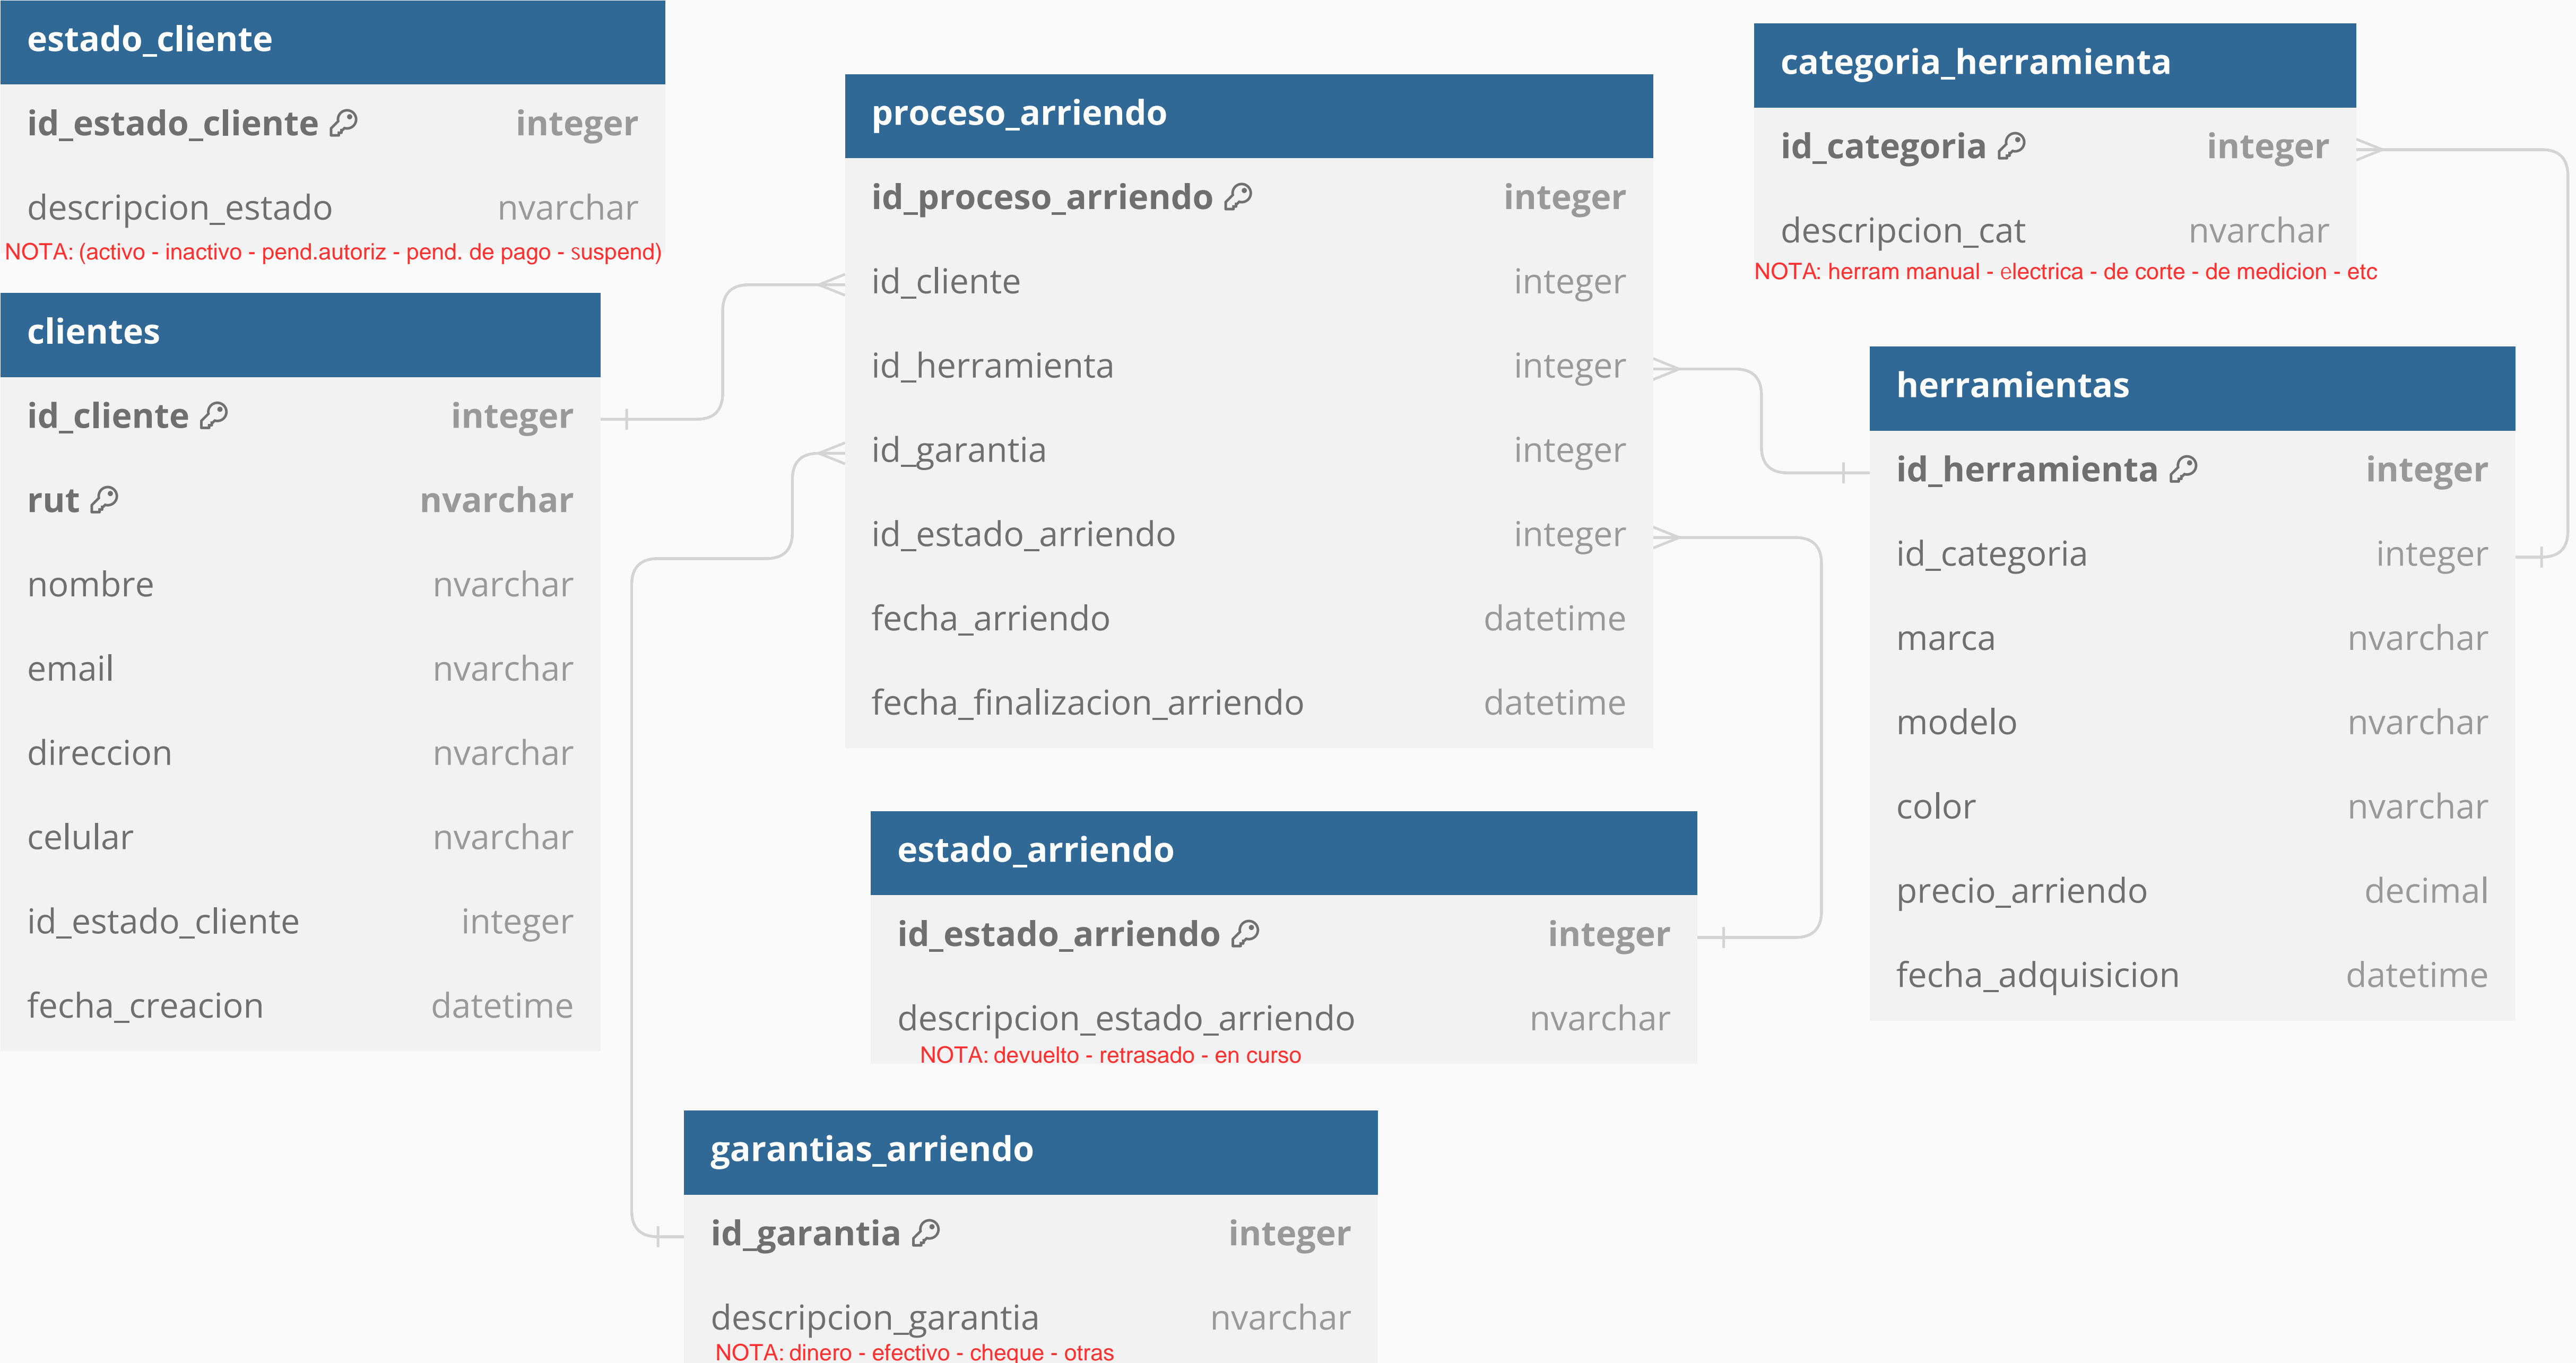 estado_cliente
id_estado_cliente integer
descripcion_estado nvarchar
NOTA: (activo - inactivo - pend.autoriz - pend. de pago - suspend)
clientes
id_cliente integer
rut nvarchar
nombre nvarchar
email nvarchar
direccion nvarchar
celular nvarchar
id_estado_cliente integer
fecha_creacion datetime
proceso_arriendo
id_proceso_arriendo integer
id_cliente integer
id_herramienta integer
id_garantia integer
id_estado_arriendo integer
fecha_arriendo datetime
fecha_finalizacion_arriendo datetime
estado_arriendo
id_estado_arriendo integer
descripcion_estado_arriendo nvarchar
NOTA: devuelto - retrasado - en curso
garantias_arriendo
id_garantia integer
descripcion_garantia nvarchar
NOTA: dinero - efectivo - cheque - otras
categoria_herramienta
id_categoria integer
descripcion_cat nvarchar
NOTA: herram manual - electrica - de corte - de medicion - etc
herramientas
id_herramienta integer
id_categoria integer
marca nvarchar
modelo nvarchar
color nvarchar
precio_arriendo decimal
fecha_adquisicion datetime